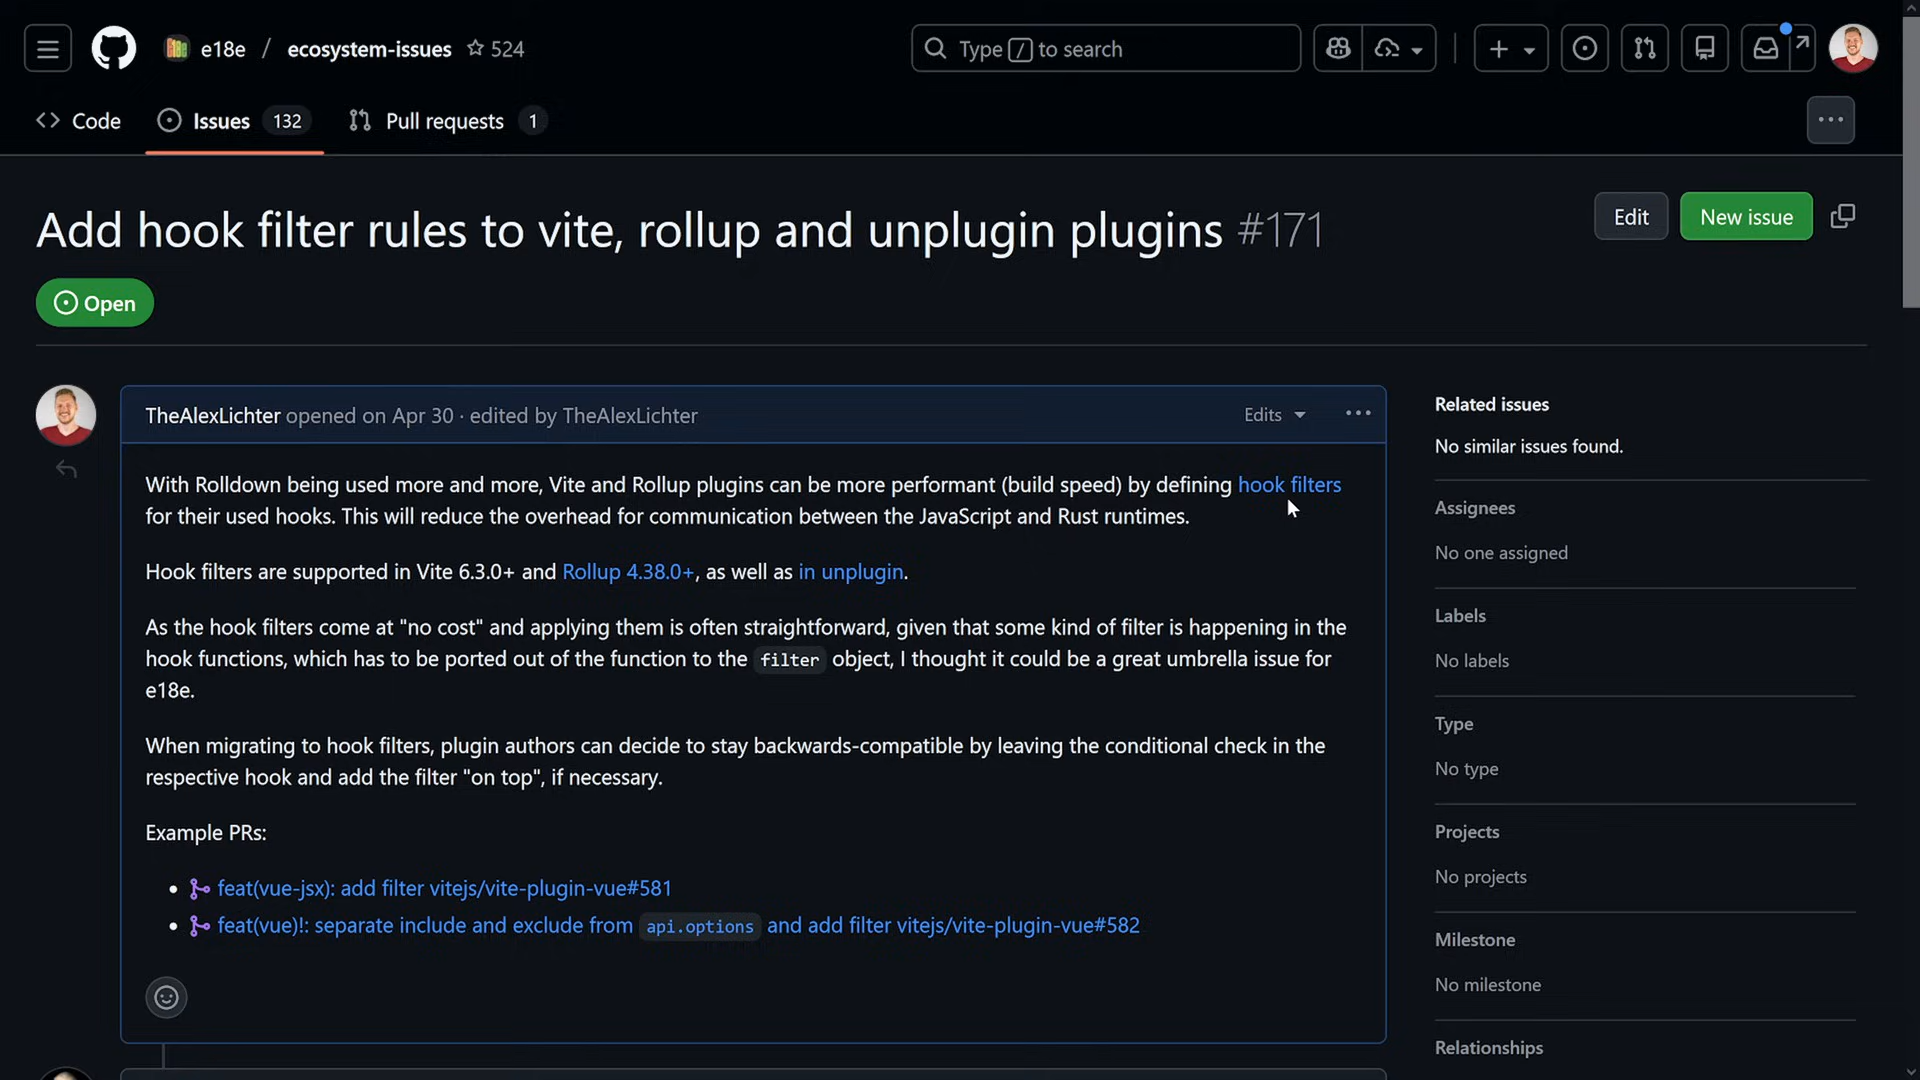 e18e / ecosystem-issues 524
Type / to search
Code Issues 132 Pull requests 1
Add hook filter rules to vite, rollup and unplugin plugins #171
Edit New issue
Open
TheAlexLichter opened on Apr 30 · edited by TheAlexLichter
Edits
With Rolldown being used more and more, Vite and Rollup plugins can be more performant (build speed) by defining hook filters
for their used hooks. This will reduce the overhead for communication between the JavaScript and Rust runtimes.
Hook filters are supported in Vite 6.3.0+ and Rollup 4.38.0+, as well as in unplugin.
As the hook filters come at "no cost" and applying them is often straightforward, given that some kind of filter is happening in the
hook functions, which has to be ported out of the function to the filter object, I thought it could be a great umbrella issue for
e18e.
When migrating to hook filters, plugin authors can decide to stay backwards-compatible by leaving the conditional check in the
respective hook and add the filter "on top", if necessary.
Example PRs:
• feat(vue-jsx): add filter vitejs/vite-plugin-vue#581
• feat(vue)!: separate include and exclude from api.options and add filter vitejs/vite-plugin-vue#582
Related issues
No similar issues found.
Assignees
No one assigned
Labels
No labels
Type
No type
Projects
No projects
Milestone
No milestone
Relationships